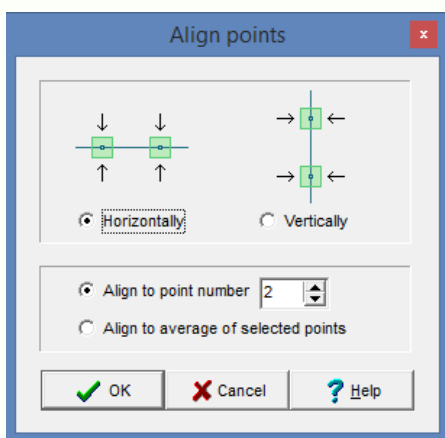 Align points
x
Horizontally
Vertically
Align to point number 2
Align to average of selected points
OK Cancel Help